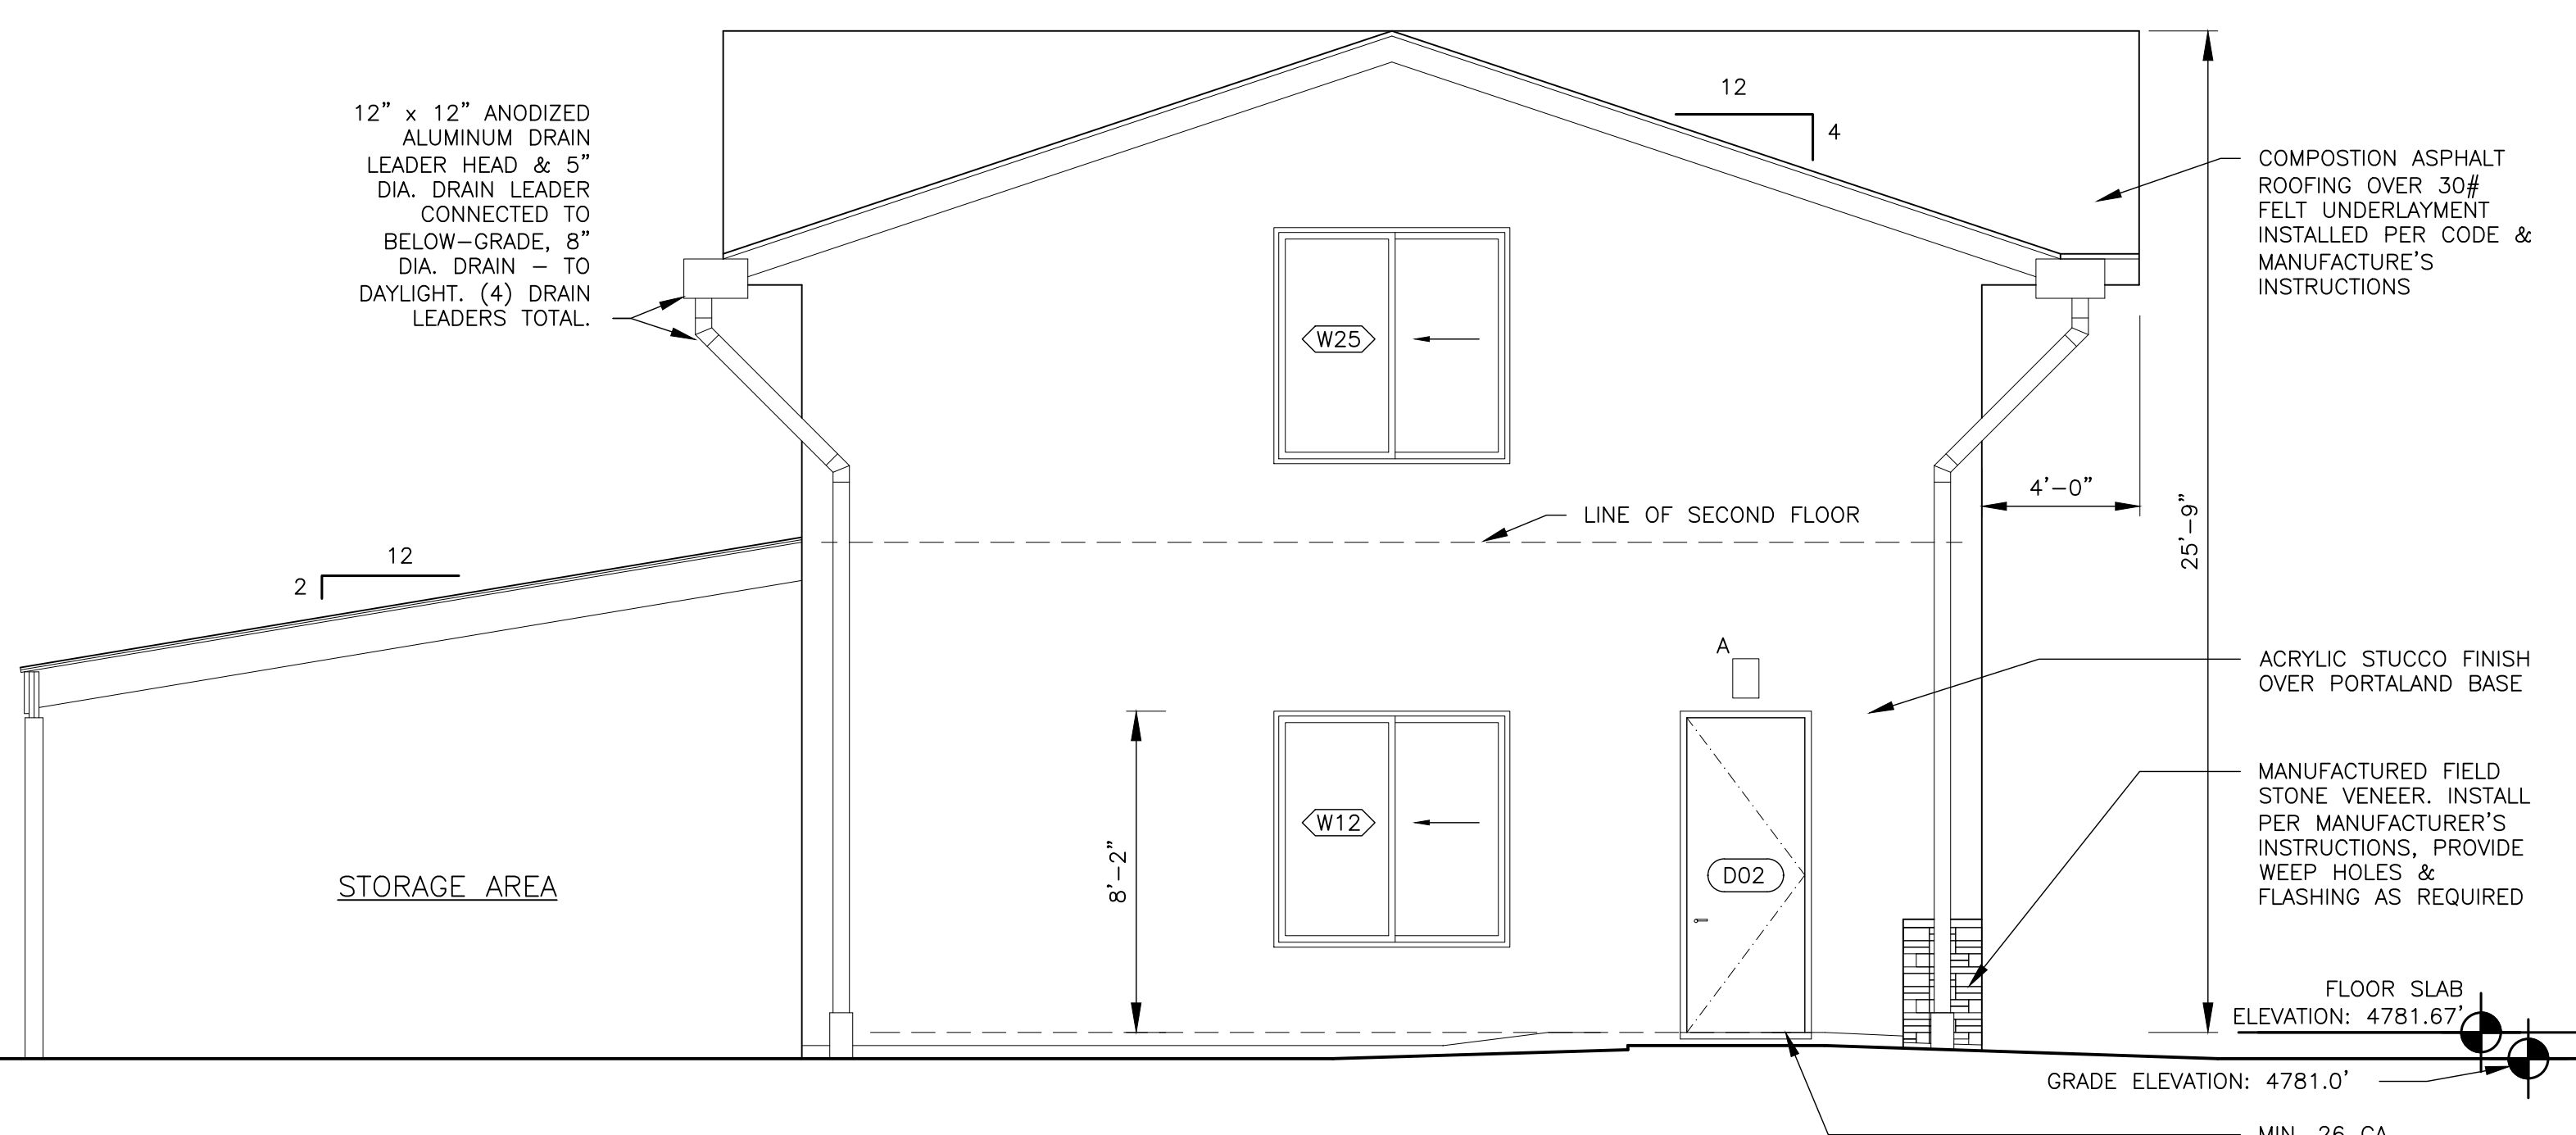 12" x 12" ANODIZED
ALUMINUM DRAIN
LEADER HEAD & 5"
DIA. DRAIN LEADER
CONNECTED TO
BELOW-GRADE, 8"
DIA. DRAIN – TO
DAYLIGHT. (4) DRAIN
LEADERS TOTAL.
12
4
COMPOSTION ASPHALT
ROOFING OVER 30#
FELT UNDERLAYMENT
INSTALLED PER CODE &
MANUFACTURE'S
INSTRUCTIONS
W25
4'-0"
25'-9"
LINE OF SECOND FLOOR
12
2
A
ACRYLIC STUCCO FINISH
OVER PORTALAND BASE
MANUFACTURED FIELD
STONE VENEER. INSTALL
PER MANUFACTURER'S
INSTRUCTIONS, PROVIDE
WEEP HOLES &
FLASHING AS REQUIRED
W12
8'-2"
D02
STORAGE AREA
FLOOR SLAB
ELEVATION: 4781.67'
GRADE ELEVATION: 4781.0'
MIN. 26 GA